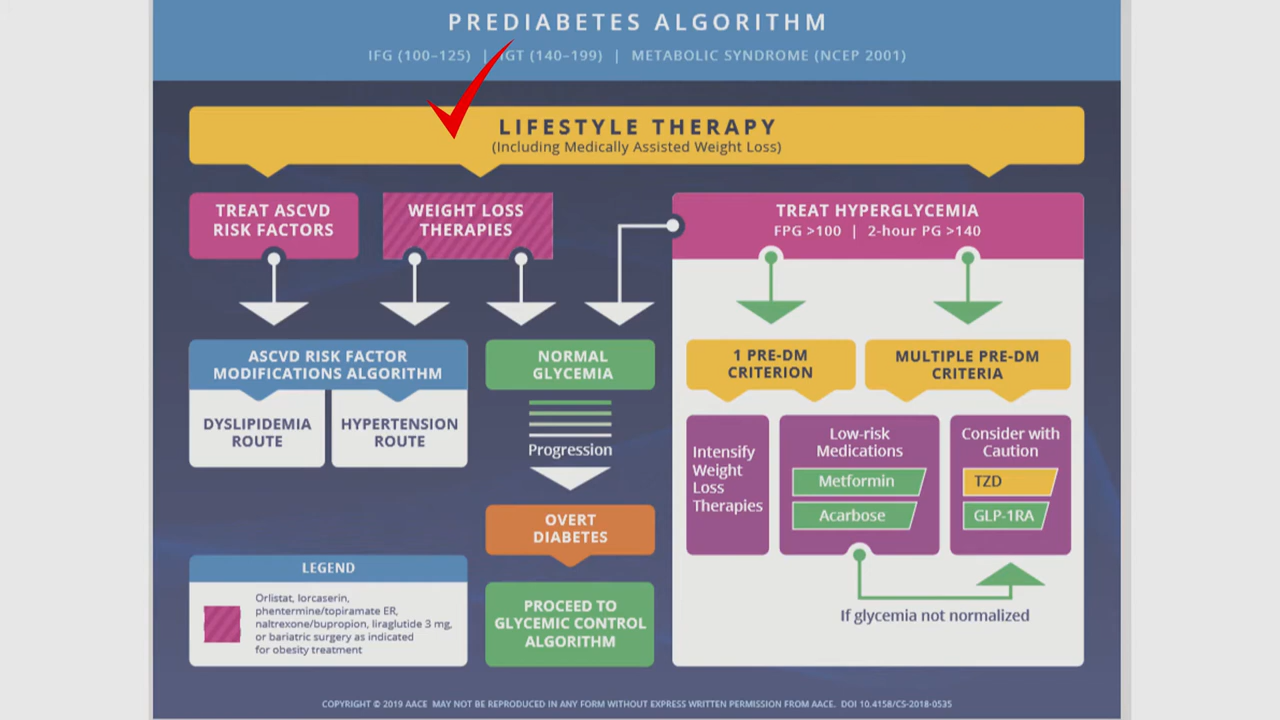 PREDIABETES ALGORITHM
IFG (100–125) | IGT (140–199) | METABOLIC SYNDROME (NCEP 2001)
LIFESTYLE THERAPY
(Including Medically Assisted Weight Loss)
TREAT ASCVD
RISK FACTORS
WEIGHT LOSS
THERAPIES
TREAT HYPERGLYCEMIA
FPG >100 | 2-hour PG >140
ASCVD RISK FACTOR
MODIFICATIONS ALGORITHM
DYSLIPIDEMIA
ROUTE
HYPERTENSION
ROUTE
NORMAL
GLYCEMIA
Progression
OVERT
DIABETES
PROCEED TO
GLYCEMIC CONTROL
ALGORITHM
1 PRE-DM
CRITERION
MULTIPLE PRE-DM
CRITERIA
Intensify
Weight
Loss
Therapies
Low-risk
Medications
Metformin
Acarbose
Consider with
Caution
TZD
GLP-1RA
If glycemia not normalized
LEGEND
Orlistat, lorcaserin,
phentermine/topiramate ER,
naltrexone/bupropion, liraglutide 3 mg,
or bariatric surgery as indicated
for obesity treatment
COPYRIGHT © 2019 AACE MAY NOT BE REPRODUCED IN ANY FORM WITHOUT EXPRESS WRITTEN PERMISSION FROM AACE. DOI 10.4158/CS-2018-0535